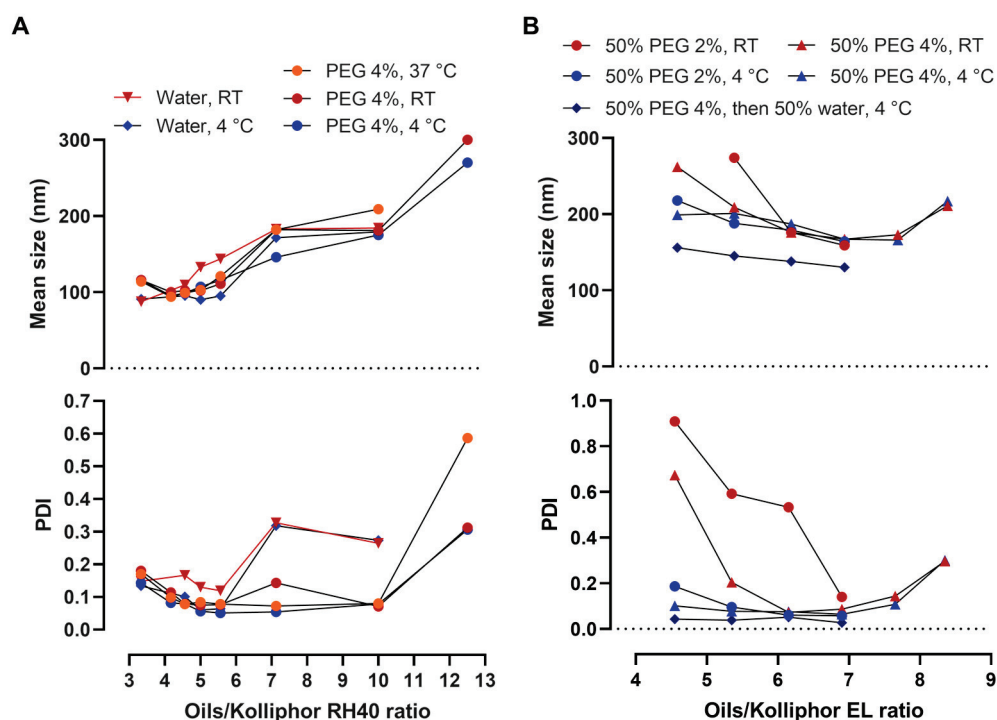 A
PEG 4%, 37 °C
Water, RT
PEG 4%, RT
Water, 4 °C
PEG 4%, 4 °C
Mean size (nm)
300
200
100
0
PDI
0.7
0.6
0.5
0.4
0.3
0.2
0.1
0.0
3 4 5 6 7 8 9 10 11 12 13
Oils/Kolliphor RH40 ratio
B
50% PEG 2%, RT
50% PEG 4%, RT
50% PEG 2%, 4 °C
50% PEG 4%, 4 °C
50% PEG 4%, then 50% water, 4 °C
Mean size (nm)
300
200
100
0
PDI
1.0
0.8
0.6
0.4
0.2
0.0
4 5 6 7 8 9
Oils/Kolliphor EL ratio